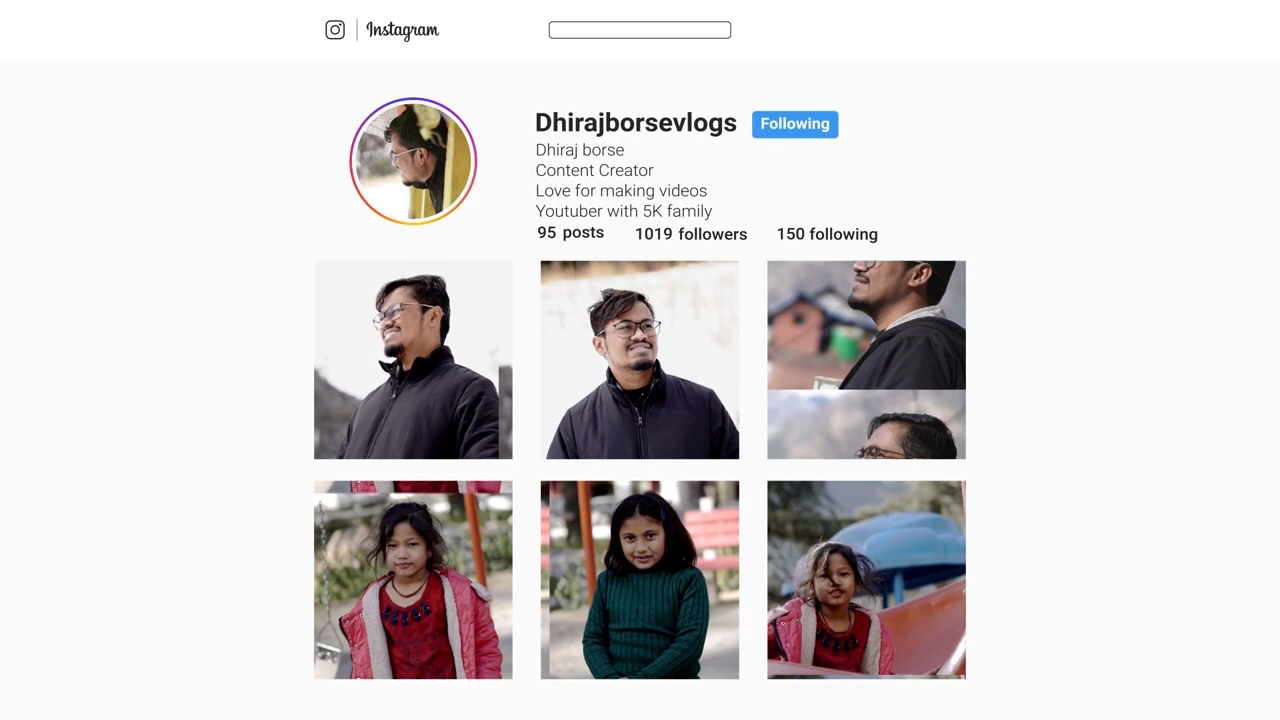 Instagram
Dhirajborsevlogs Following
Dhiraj borse
Content Creator
Love for making videos
Youtuber with 5K family
95 posts 1019 followers 150 following